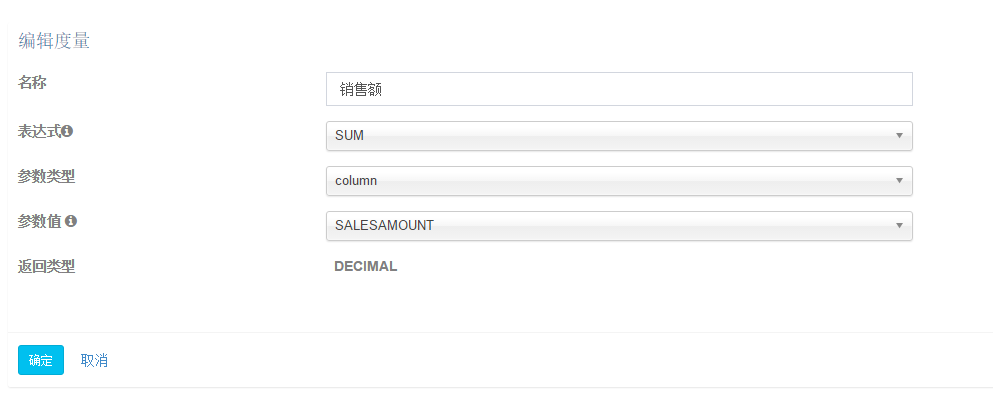 编辑度量
名称 销售额
表达式 SUM
参数类型 column
参数值 SALESAMOUNT
返回类型 DECIMAL
确定 取消